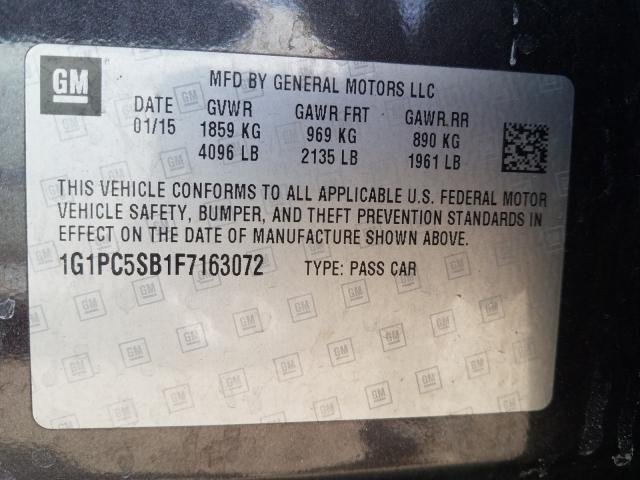 GM
MFD BY GENERAL MOTORS LLC
DATE GVWR GAWR FRT GAWR RR
01/15 1859 KG 969 KG 890 KG
4096 LB 2135 LB 1961 LB
THIS VEHICLE CONFORMS TO ALL APPLICABLE U.S. FEDERAL MOTOR
VEHICLE SAFETY, BUMPER, AND THEFT PREVENTION STANDARDS IN
EFFECT ON THE DATE OF MANUFACTURE SHOWN ABOVE.
1G1PC5SB1F7163072 TYPE: PASS CAR